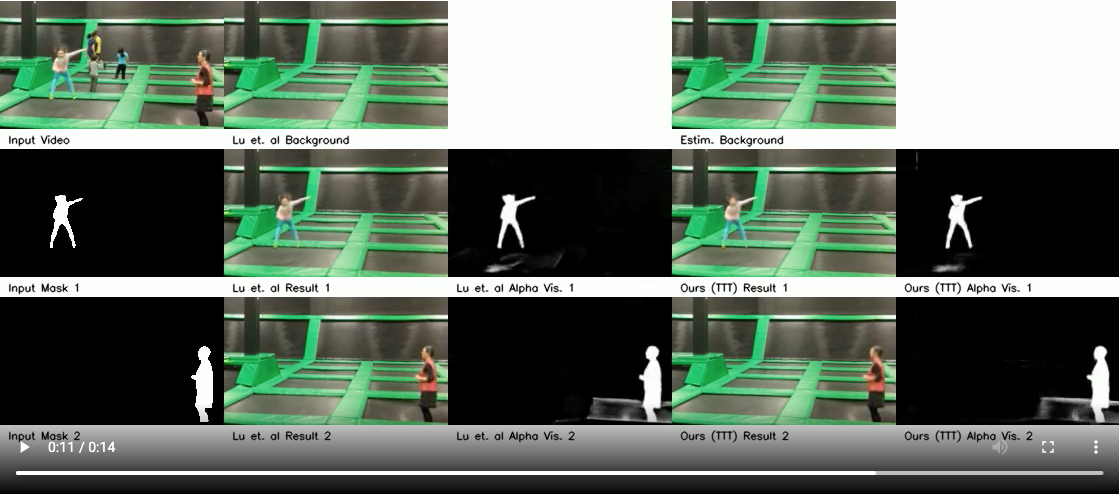 Input Video
Lu et. al Background
Estim. Background
Input Mask 1
Lu et. al Result 1
Lu et. al Alpha Vis. 1
Ours (TTT) Result 1
Ours (TTT) Alpha Vis. 1
Input Mask 2
Lu et. al Result 2
Lu et. al Alpha Vis. 2
Ours (TTT) Result 2
Ours (TTT) Alpha Vis. 2
0:11 / 0:14